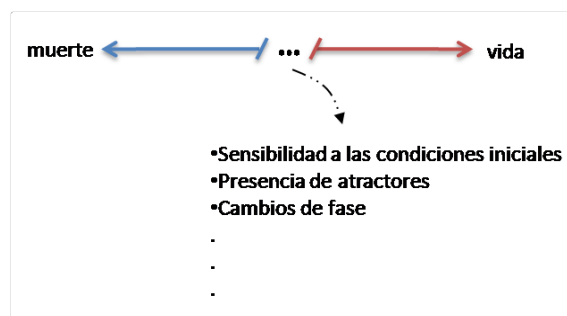 muerte ... vida
•Sensibilidad a las condiciones iniciales
•Presencia de atractores
•Cambios de fase
.
.
.